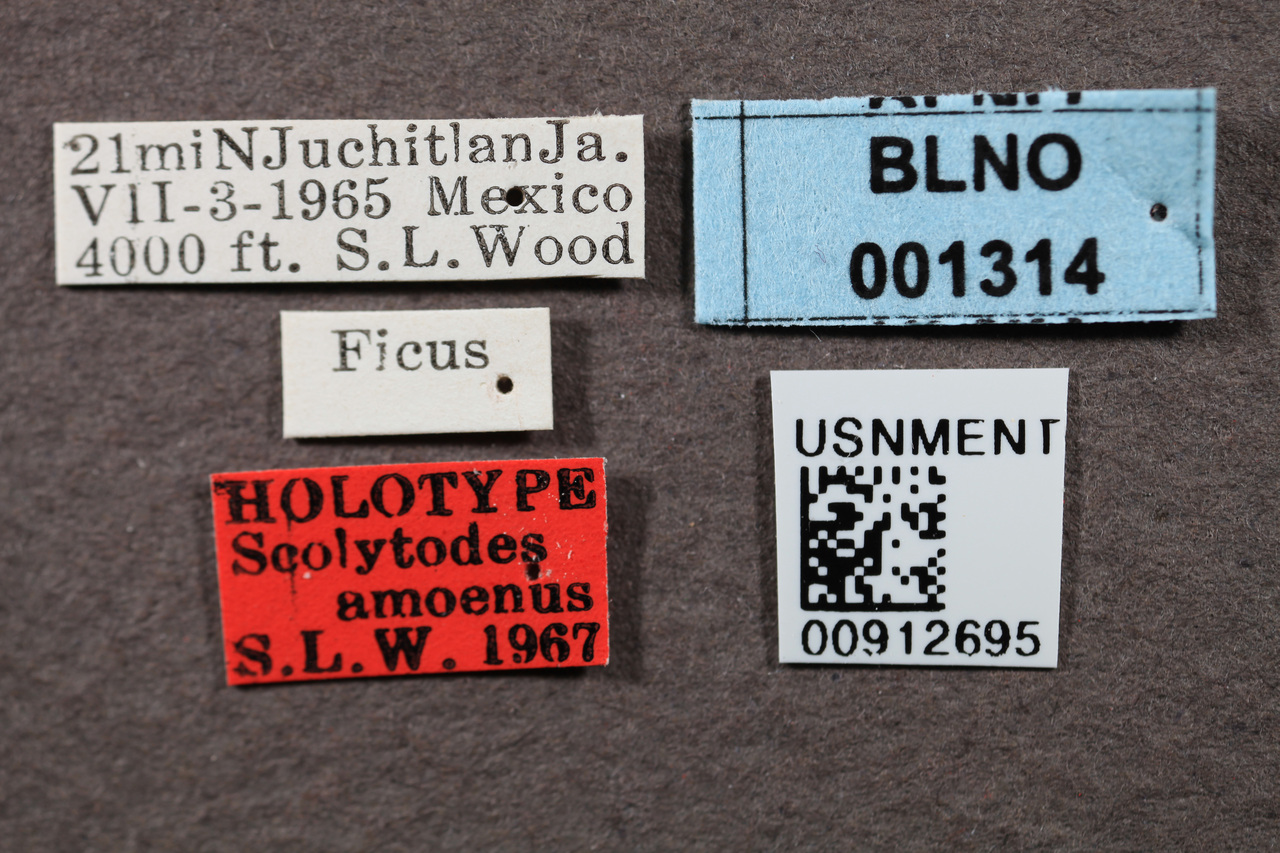 21miNJuchitlanJa.
VII-3-1965 Mexico
4000 ft. S.L.Wood
Ficus
HOLOTYPE
Scolytodes
amoenus
S.L.W. 1967
BLNO
001314
USNMENT
00912695